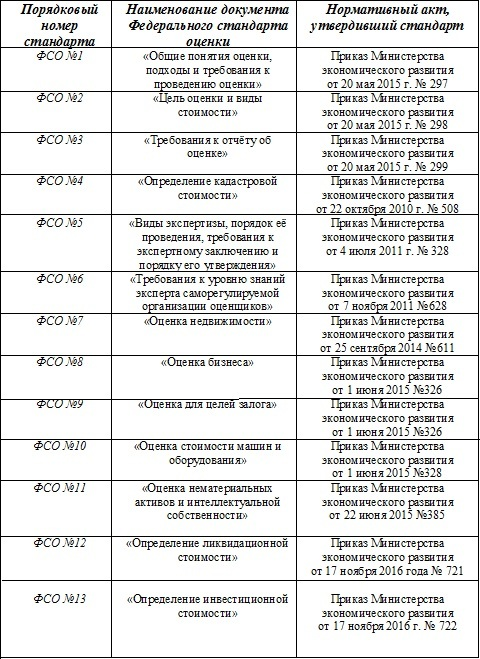 Порядковый номер стандарта
Наименование документа Федерального стандарта оценки
Нормативный акт, утвердивший стандарт
ФСО №1
«Общие понятия оценки,
подходы и требования к
проведению оценки»
Приказ Министерства
экономического развития
от 20 мая 2015 г. № 297
ФСО №2
«Цель оценки и виды
стоимости»
Приказ Министерства
экономического развития
от 20 мая 2015 г. № 298
ФСО №3
«Требования к отчёту об
оценке»
Приказ Министерства
экономического развития
от 20 мая 2015 г. № 299
ФСО №4
«Определение кадастровой
стоимости»
Приказ Министерства
экономического развития
от 22 октября 2010 г. № 508
ФСО №5
«Виды экспертизы, порядок её
проведения, требования к
экспертному заключению и
порядку его утверждения»
Приказ Министерства
экономического развития
от 4 июля 2011 г. № 328
ФСО №6
«Требования к уровню знаний
эксперта саморегулируемой
организации оценщиков»
Приказ Министерства
экономического развития
от 7 ноября 2011 №628
ФСО №7
«Оценка недвижимости»
Приказ Министерства
экономического развития
от 25 сентября 2014 №611
ФСО №8
«Оценка бизнеса»
Приказ Министерства
экономического развития
от 1 июня 2015 №326
ФСО №9
«Оценка для целей залога»
Приказ Министерства
экономического развития
от 1 июня 2015 №326
ФСО №10
«Оценка стоимости машин и
оборудования»
Приказ Министерства
экономического развития
от 1 июня 2015 №328
ФСО №11
«Оценка нематериальных
активов и интеллектуальной
собственности»
Приказ Министерства
экономического развития
от 22 июня 2015 №385
ФСО №12
«Определение ликвидационной
стоимости»
Приказ Министерства
экономического развития
от 17 ноября 2016 года № 721
ФСО №13
«Определение инвестиционной
стоимости»
Приказ Министерства
экономического развития
от 17 ноября 2016 г. № 722